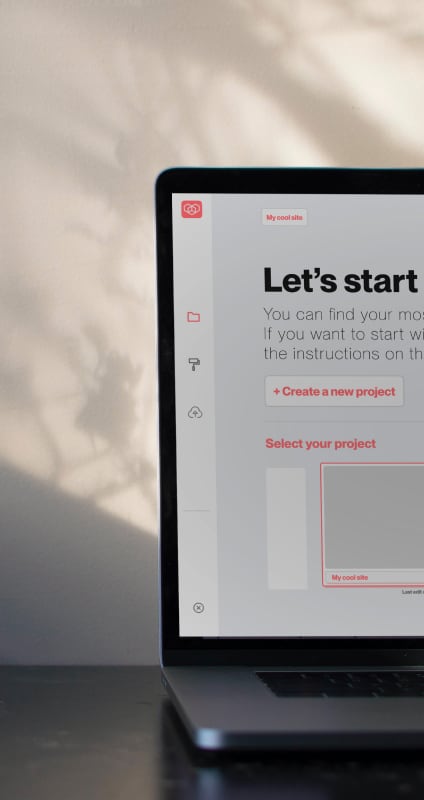 My cool site
Let's start
You can find your mos
If you want to start wi
the instructions on th
+ Create a new project
Select your project
My cool site
Last edit